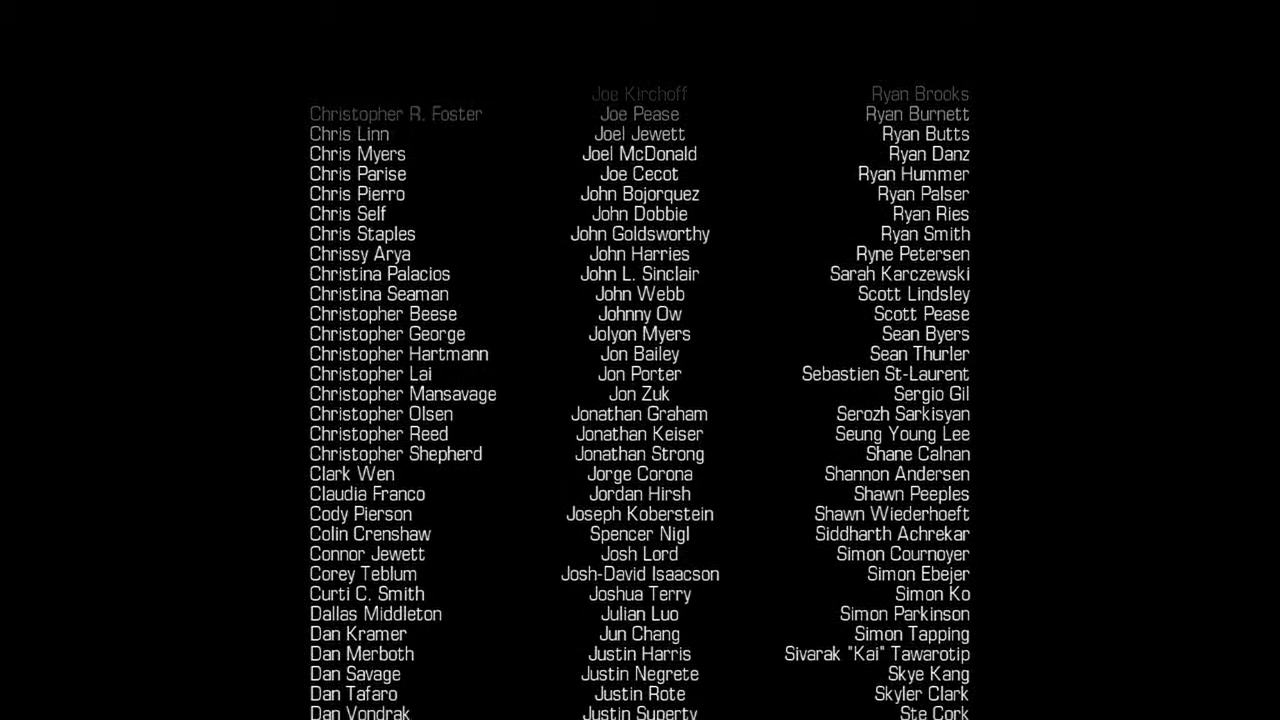 Joe Kirchoff Ryan Brooks
Christopher R. Foster Joe Pease Ryan Burnett
Chris Linn Joel Jewett Ryan Butts
Chris Myers Joel McDonald Ryan Danz
Chris Parise Joe Cecot Ryan Hummer
Chris Pierro John Bojorquez Ryan Palser
Chris Self John Dobbie Ryan Ries
Chris Staples John Goldsworthy Ryan Smith
Chrissy Arya John Harries Ryne Petersen
Christina Palacios John L. Sinclair Sarah Karczewski
Christina Seaman John Webb Scott Lindsley
Christopher Beese Johnny Ow Scott Pease
Christopher George Jolyon Myers Sean Byers
Christopher Hartmann Jon Bailey Sean Thurler
Christopher Lai Jon Porter Sebastien St-Laurent
Christopher Mansavage Jon Zuk Sergio Gil
Christopher Olsen Jonathan Graham Serozh Sarkisyan
Christopher Reed Jonathan Keiser Seung Young Lee
Christopher Shepherd Jonathan Strong Shane Calnan
Clark Wen Jorge Corona Shannon Andersen
Claudia Franco Jordan Hirsh Shawn Peeples
Cody Pierson Joseph Koberstein Shawn Wiederhoeft
Colin Crenshaw Spencer Nigl Siddharth Achrekar
Connor Jewett Josh Lord Simon Cournoyer
Corey Teblum Josh-David Isaacson Simon Ebejer
Curti C. Smith Joshua Terry Simon Ko
Dallas Middleton Julian Luo Simon Parkinson
Dan Kramer Jun Chang Simon Tapping
Dan Merboth Justin Harris Sivarak "Kai" Tawarotip
Dan Savage Justin Negrete Skye Kang
Dan Tafaro Justin Rote Skyler Clark
Dan Vondrak Justin Superty Ste Cork